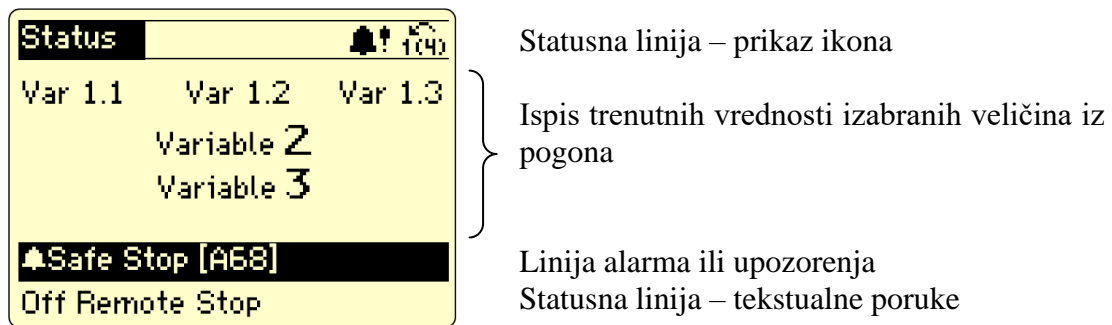 Status 1(4)
Statusna linija – prikaz ikona
Var 1.1 Var 1.2 Var 1.3
Variable 2
Variable 3
Ispis trenutnih vrednosti izabranih veličina iz
pogona
Safe Stop [A68]
Linija alarma ili upozorenja
Off Remote Stop
Statusna linija – tekstualne poruke